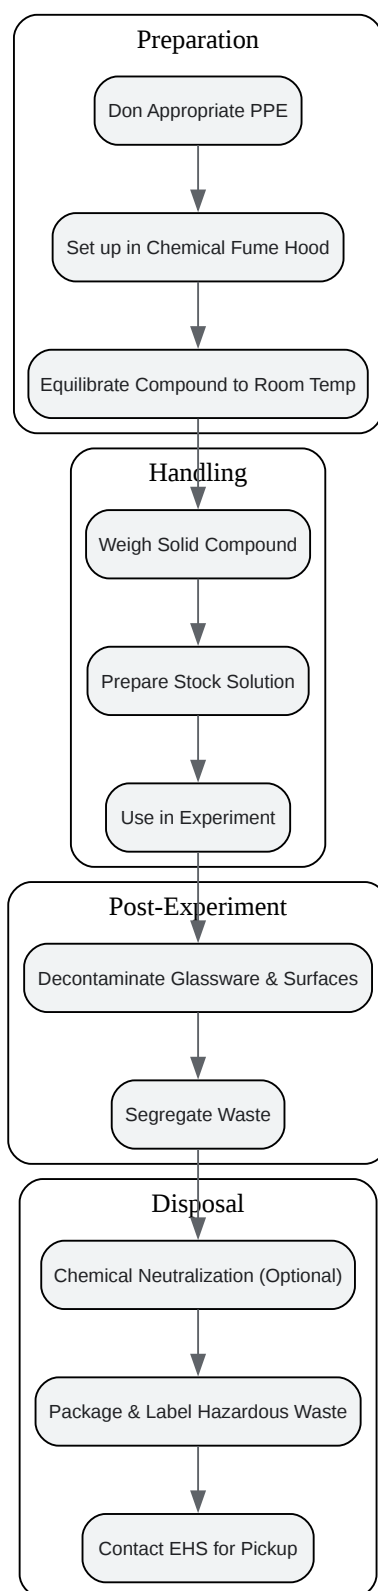 Preparation
Don Appropriate PPE
Set up in Chemical Fume Hood
Equilibrate Compound to Room Temp
Handling
Weigh Solid Compound
Prepare Stock Solution
Use in Experiment
Post-Experiment
Decontaminate Glassware & Surfaces
Segregate Waste
Disposal
Chemical Neutralization (Optional)
Package & Label Hazardous Waste
Contact EHS for Pickup